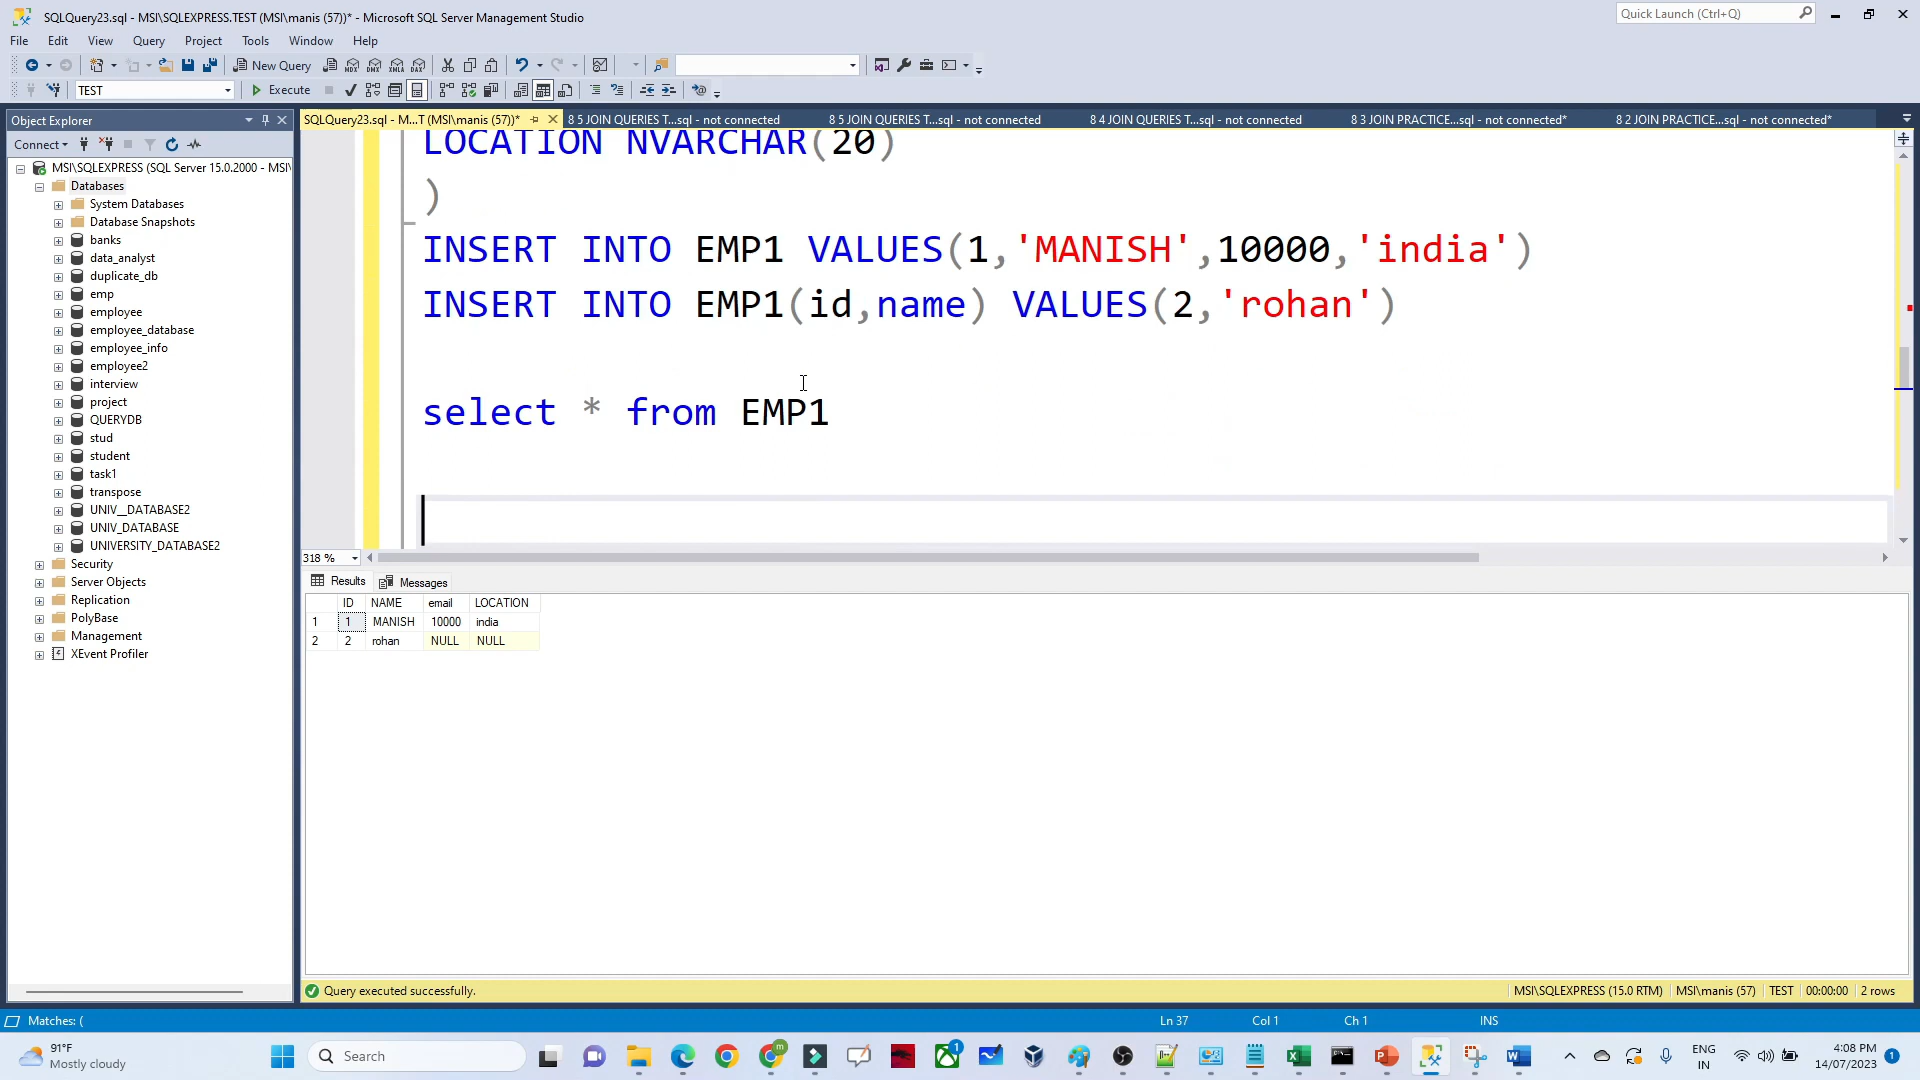 SQLQuery23.sql - MSI\SQLEXPRESS.TEST (MSI\manis (57))* - Microsoft SQL Server Management Studio
Quick Launch (Ctrl+Q)
File Edit View Query Project Tools Window Help
New Query
TEST
Execute
Object Explorer
SQLQuery23.sql - M...T (MSI\manis (57))*
8 5 JOIN QUERIES T...sql - not connected
8 5 JOIN QUERIES T...sql - not connected
8 4 JOIN QUERIES T...sql - not connected
8 3 JOIN PRACTICE...sql - not connected*
8 2 JOIN PRACTICE...sql - not connected*
Connect
MSI\SQLEXPRESS (SQL Server 15.0.2000 - MSI\
Databases
System Databases
Database Snapshots
banks
data_analyst
duplicate_db
emp
employee
employee_database
employee_info
employee2
interview
project
QUERYDB
stud
student
task1
transpose
UNIV__DATABASE2
UNIV_DATABASE
UNIVERSITY_DATABASE2
Security
Server Objects
Replication
PolyBase
Management
XEvent Profiler
LOCATION NVARCHAR(20)
)
INSERT INTO EMP1 VALUES(1,'MANISH',10000,'india')
INSERT INTO EMP1(id,name) VALUES(2,'rohan')
select * from EMP1
318 %
Results Messages
ID NAME email LOCATION
1 1 MANISH 10000 india
2 2 rohan NULL NULL
Query executed successfully.
MSI\SQLEXPRESS (15.0 RTM) MSI\manis (57) TEST 00:00:00 2 rows
Matches: (
Ln 37 Col 1 Ch 1 INS
91°F
Mostly cloudy
Search
m
1
ENG
IN
4:08 PM
14/07/2023
1